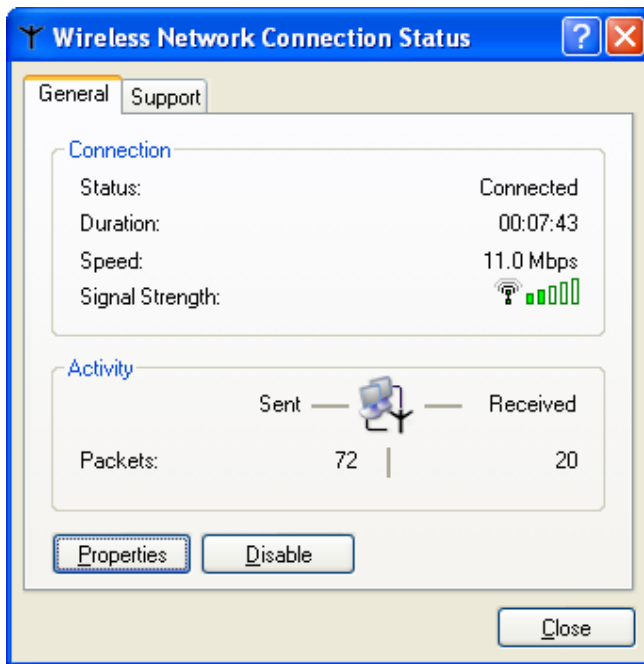 Wireless Network Connection Status
General Support
Connection
Status: Connected
Duration: 00:07:43
Speed: 11.0 Mbps
Signal Strength:
Activity
Sent Received
Packets: 72 20
Properties Disable
Close